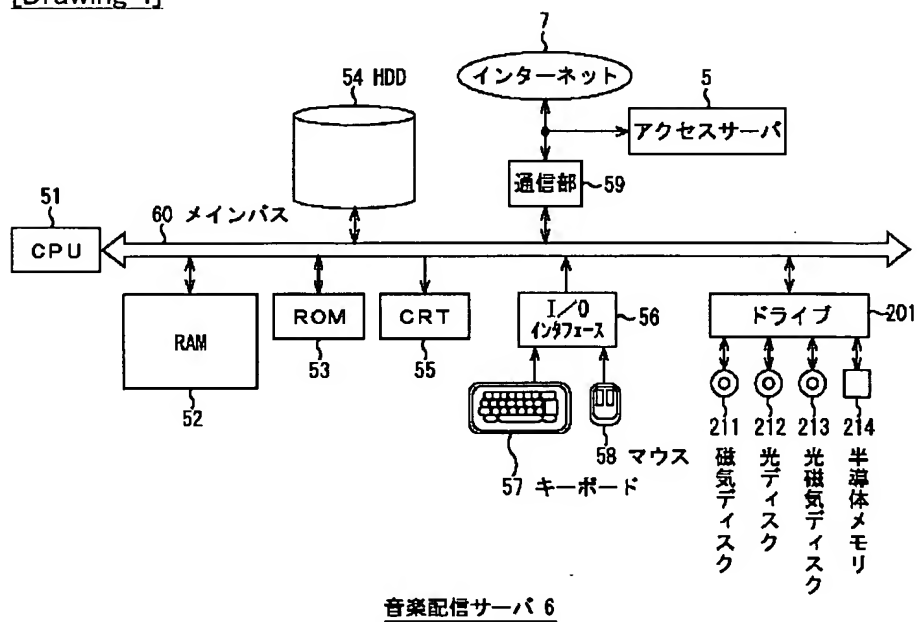 [Drawing 4]
7
インターネット
54 HDD
5
アクセスサーバ
通信部
59
51
CPU
60 メインバス
RAM
52
ROM
53
CRT
55
I/O
インタフェース
56
ドライブ
201
57 キーボード
58 マウス
211
磁気ディスク
212
光ディスク
213
光磁気ディスク
214
半導体メモリ
音楽配信サーバ 6